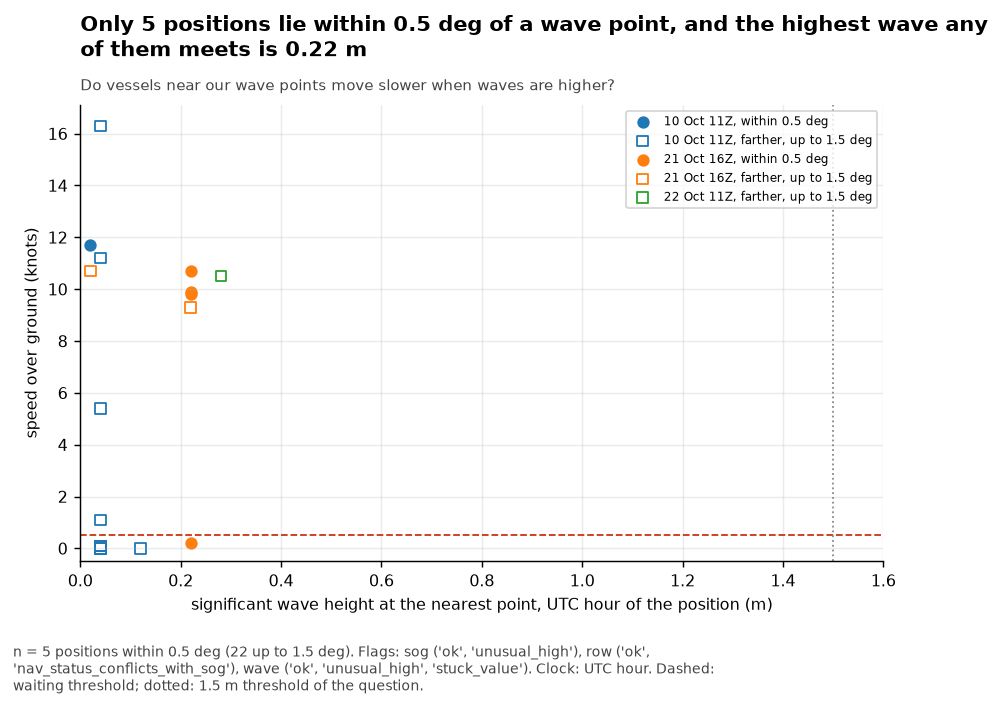 Only 5 positions lie within 0.5 deg of a wave point, and the highest wave any
of them meets is 0.22 m
Do vessels near our wave points move slower when waves are higher?
10 Oct 11Z, within 0.5 deg
10 Oct 11Z, farther, up to 1.5 deg
21 Oct 16Z, within 0.5 deg
21 Oct 16Z, farther, up to 1.5 deg
22 Oct 11Z, farther, up to 1.5 deg
speed over ground (knots)
16
14
12
10
8
6
4
2
0
0.0 0.2 0.4 0.6 0.8 1.0 1.2 1.4 1.6
significant wave height at the nearest point, UTC hour of the position (m)
n = 5 positions within 0.5 deg (22 up to 1.5 deg). Flags: sog ('ok', 'unusual_high'), row ('ok',
'nav_status_conflicts_with_sog'), wave ('ok', 'unusual_high', 'stuck_value'). Clock: UTC hour. Dashed:
waiting threshold; dotted: 1.5 m threshold of the question.